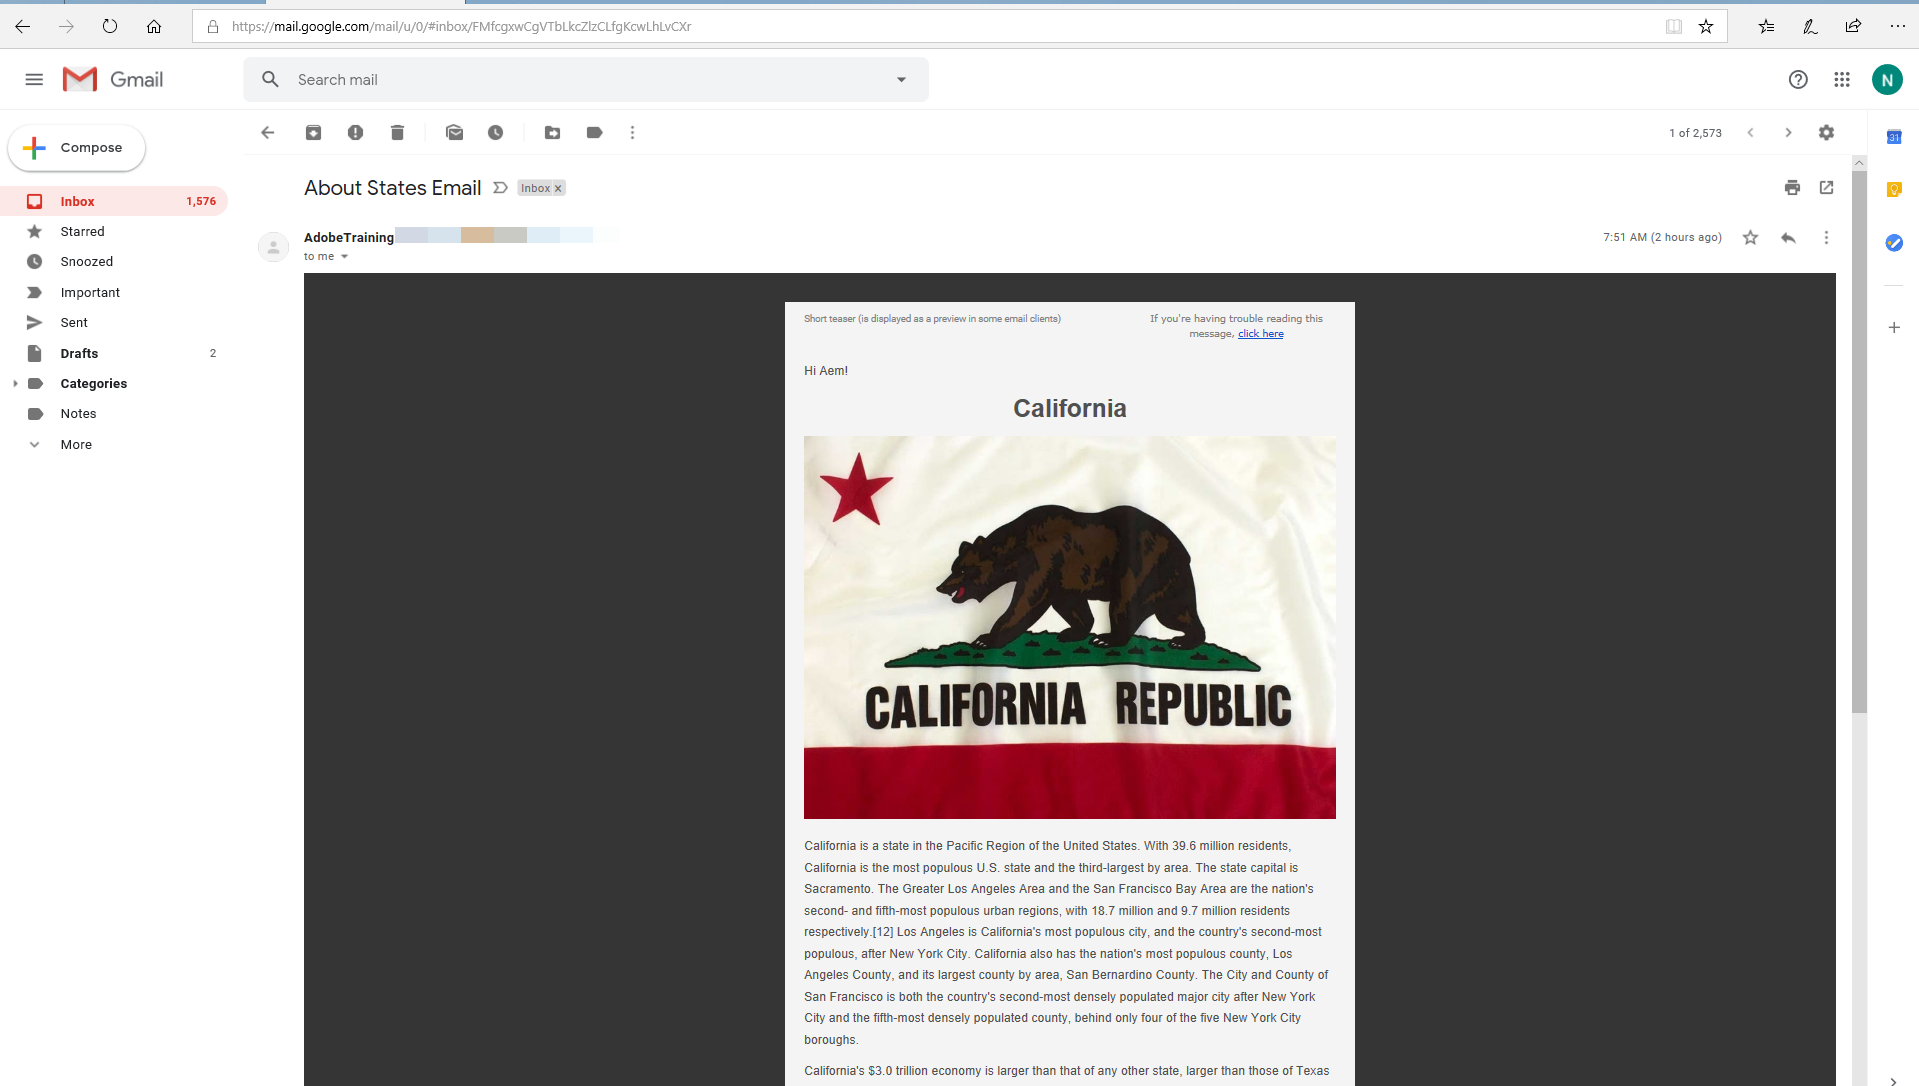 https://mail.google.com/mail/u/0/#inbox/FMfcgxwCgVTbLkcZlzCLfgKcwLhLvCXr
Gmail
Search mail
N
Compose
1 of 2,573
31
About States Email
Inbox x
Inbox 1,576
Starred
Snoozed
Important
Sent
Drafts 2
Categories
Notes
More
AdobeTraining
7:51 AM (2 hours ago)
to me
Short teaser (is displayed as a preview in some email clients)
If you're having trouble reading this
message, click here
Hi Aem!
California
CALIFORNIA REPUBLIC
California is a state in the Pacific Region of the United States. With 39.6 million residents,
California is the most populous U.S. state and the third-largest by area. The state capital is
Sacramento. The Greater Los Angeles Area and the San Francisco Bay Area are the nation's
second- and fifth-most populous urban regions, with 18.7 million and 9.7 million residents
respectively.[12] Los Angeles is California's most populous city, and the country's second-most
populous, after New York City. California also has the nation's most populous county, Los
Angeles County, and its largest county by area, San Bernardino County. The City and County of
San Francisco is both the country's second-most densely populated major city after New York
City and the fifth-most densely populated county, behind only four of the five New York City
boroughs.
California's $3.0 trillion economy is larger than that of any other state, larger than those of Texas